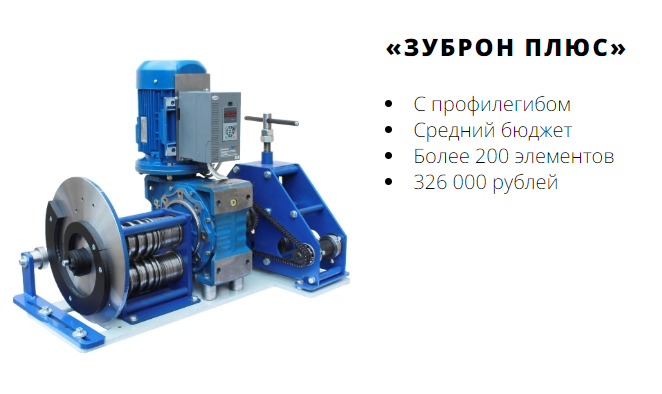 «ЗУБРОН ПЛЮС»
С профилегибом
Средний бюджет
Более 200 элементов
326 000 рублей